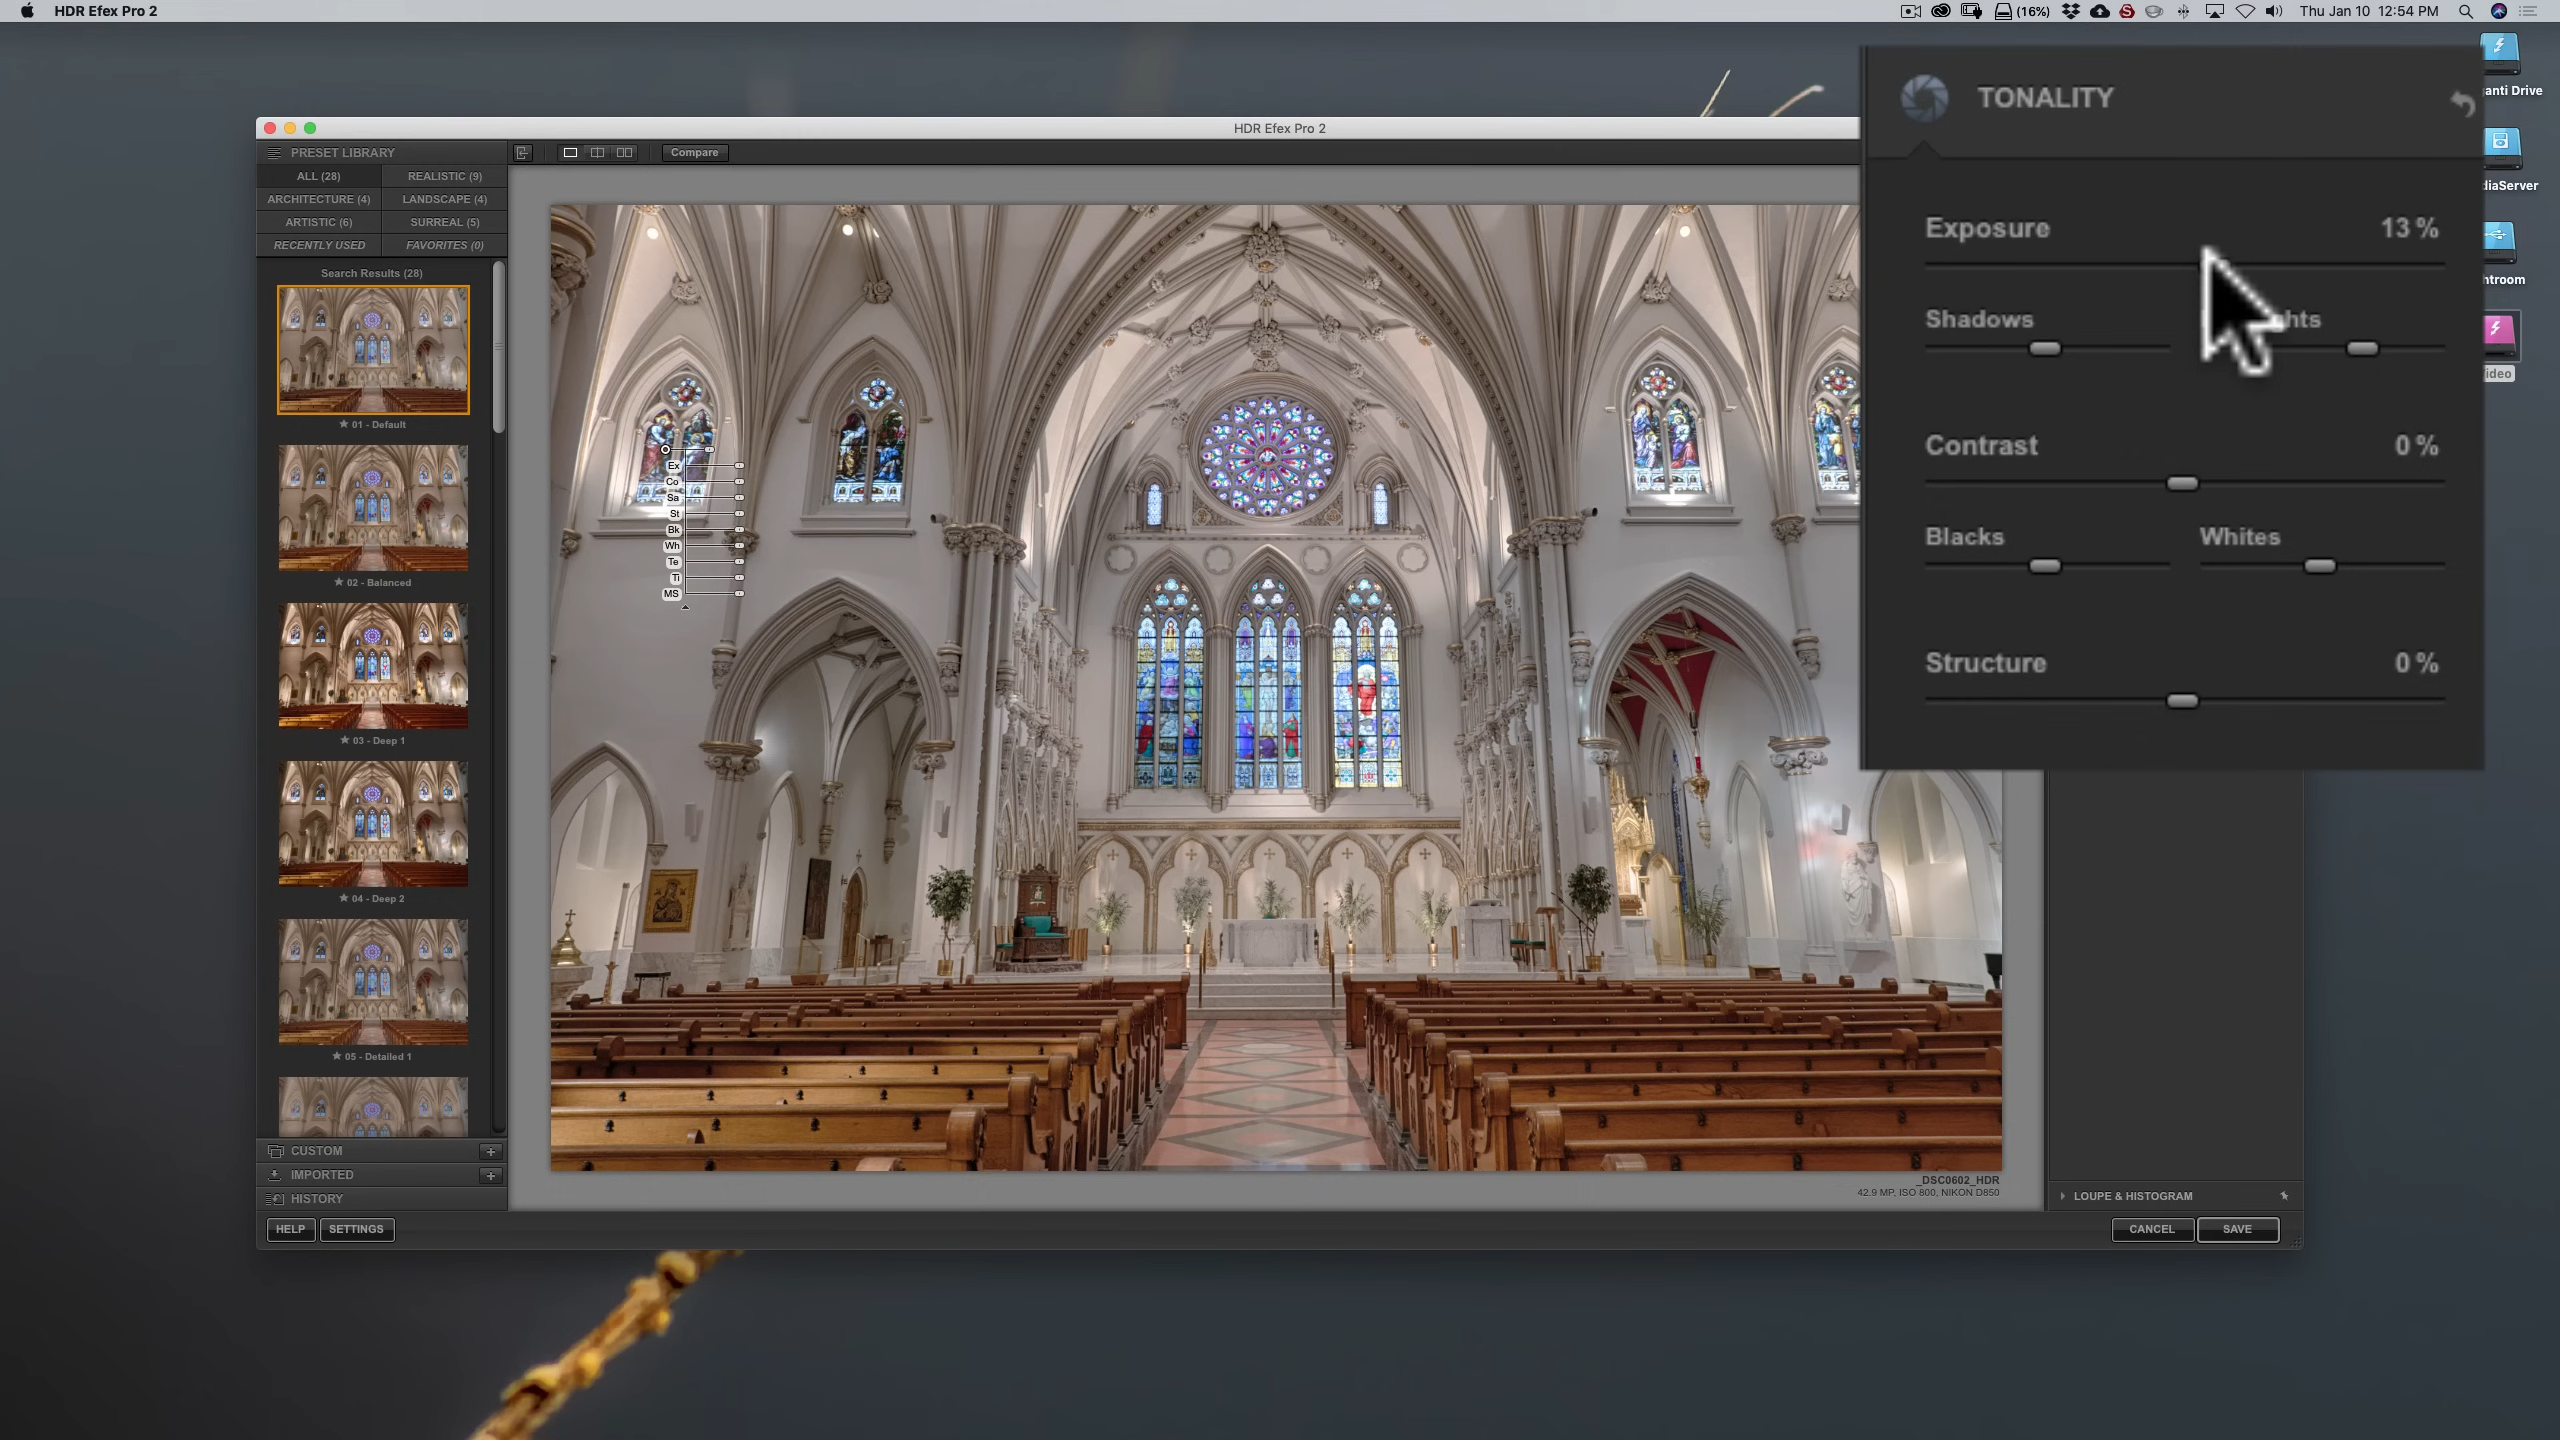 HDR Efex Pro 2
(16%)
Thu Jan 10 12:54 PM
HDR Efex Pro 2
PRESET LIBRARY
Compare
ALL (28)
REALISTIC (9)
ARCHITECTURE (4)
LANDSCAPE (4)
ARTISTIC (6)
SURREAL (5)
RECENTLY USED
FAVORITES (0)
Search Results (28)
★ 01 - Default
★ 02 - Balanced
★ 03 - Deep 1
★ 04 - Deep 2
★ 05 - Detailed 1
CUSTOM
IMPORTED
HISTORY
HELP
SETTINGS
Ex
Co
Sa
St
Bk
Wh
Te
Ti
MS
TONALITY
Exposure 13 %
Shadows
hts
Contrast 0 %
Blacks
Whites
Structure 0 %
anti Drive
diaServer
htroom
ideo
_DSC0602_HDR
42.9 MP, ISO 800, NIKON D850
LOUPE & HISTOGRAM
CANCEL
SAVE